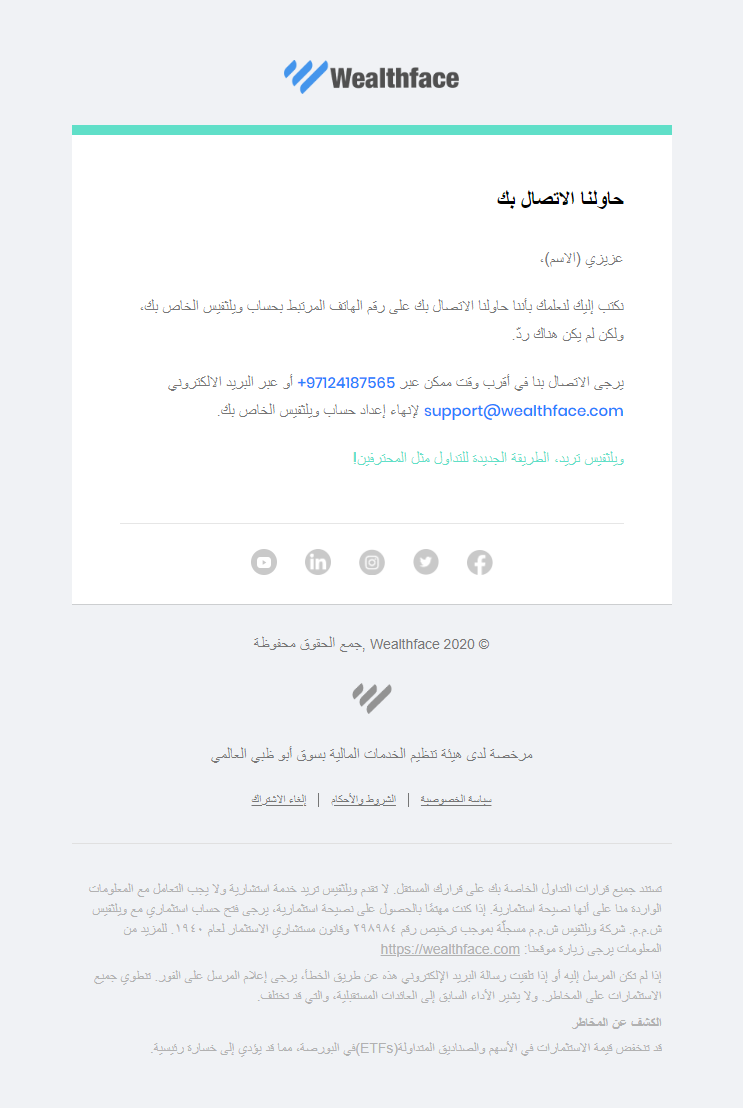 Wealthface
حاولنا الاتصال بك
عزيزي (الاسم)،
نكتب إليك لنعلمك بأننا حاولنا الاتصال بك على رقم الهاتف المرتبط بحساب ويلثفيس الخاص بك،
ولكن لم يكن هناك ردّ.
يرجى الاتصال بنا في أقرب وقت ممكن عبر 97124187565+ أو عبر البريد الالكتروني
support@wealthface.com لإنهاء إعداد حساب ويلثفيس الخاص بك.
ويلثفيس تريد، الطريقة الجديدة للتداول مثل المحترفين!
© 2020 Wealthface ,جمع الحقوق محفوظة
مرخصة لدى هيئة تنظيم الخدمات المالية بسوق أبو ظبي العالمي
سياسة الخصوصية | الشروط والأحكام | إلغاء الاشتراك
تستند جميع قرارات التداول الخاصة بك على قرارك المستقل. لا تقدم ويلثفيس تريد خدمة استشارية ولا يجب التعامل مع المعلومات
الواردة منا على أنها نصيحة استثمارية. إذا كنت مهتمًا بالحصول على نصيحة استثمارية، يرجى فتح حساب استثماري مع ويلثفيس
ش.م.م. شركة ويلثفيس ش.م.م مسجلّة بموجب ترخيص رقم ٢٩٨٩٨٤ وقانون مستشاري الاستثمار لعام ١٩٤٠. للمزيد من
المعلومات يرجى زيارة موقعنا: https://wealthface.com
إذا لم تكن المرسل إليه أو إذا تلقيت رسالة البريد الإلكتروني هذه عن طريق الخطأ، يرجى إعلام المرسل على الفور. تنطوي جميع
الاستثمارات على المخاطر. ولا يشير الأداء السابق إلى العائدات المستقبلية، والتي قد تختلف.
الكشف عن المخاطر
قد تنخفض قيمة الاستثمارات في الأسهم والصناديق المتداولة(ETFs)في البورصة، مما قد يؤدي إلى خسارة رئيسية.